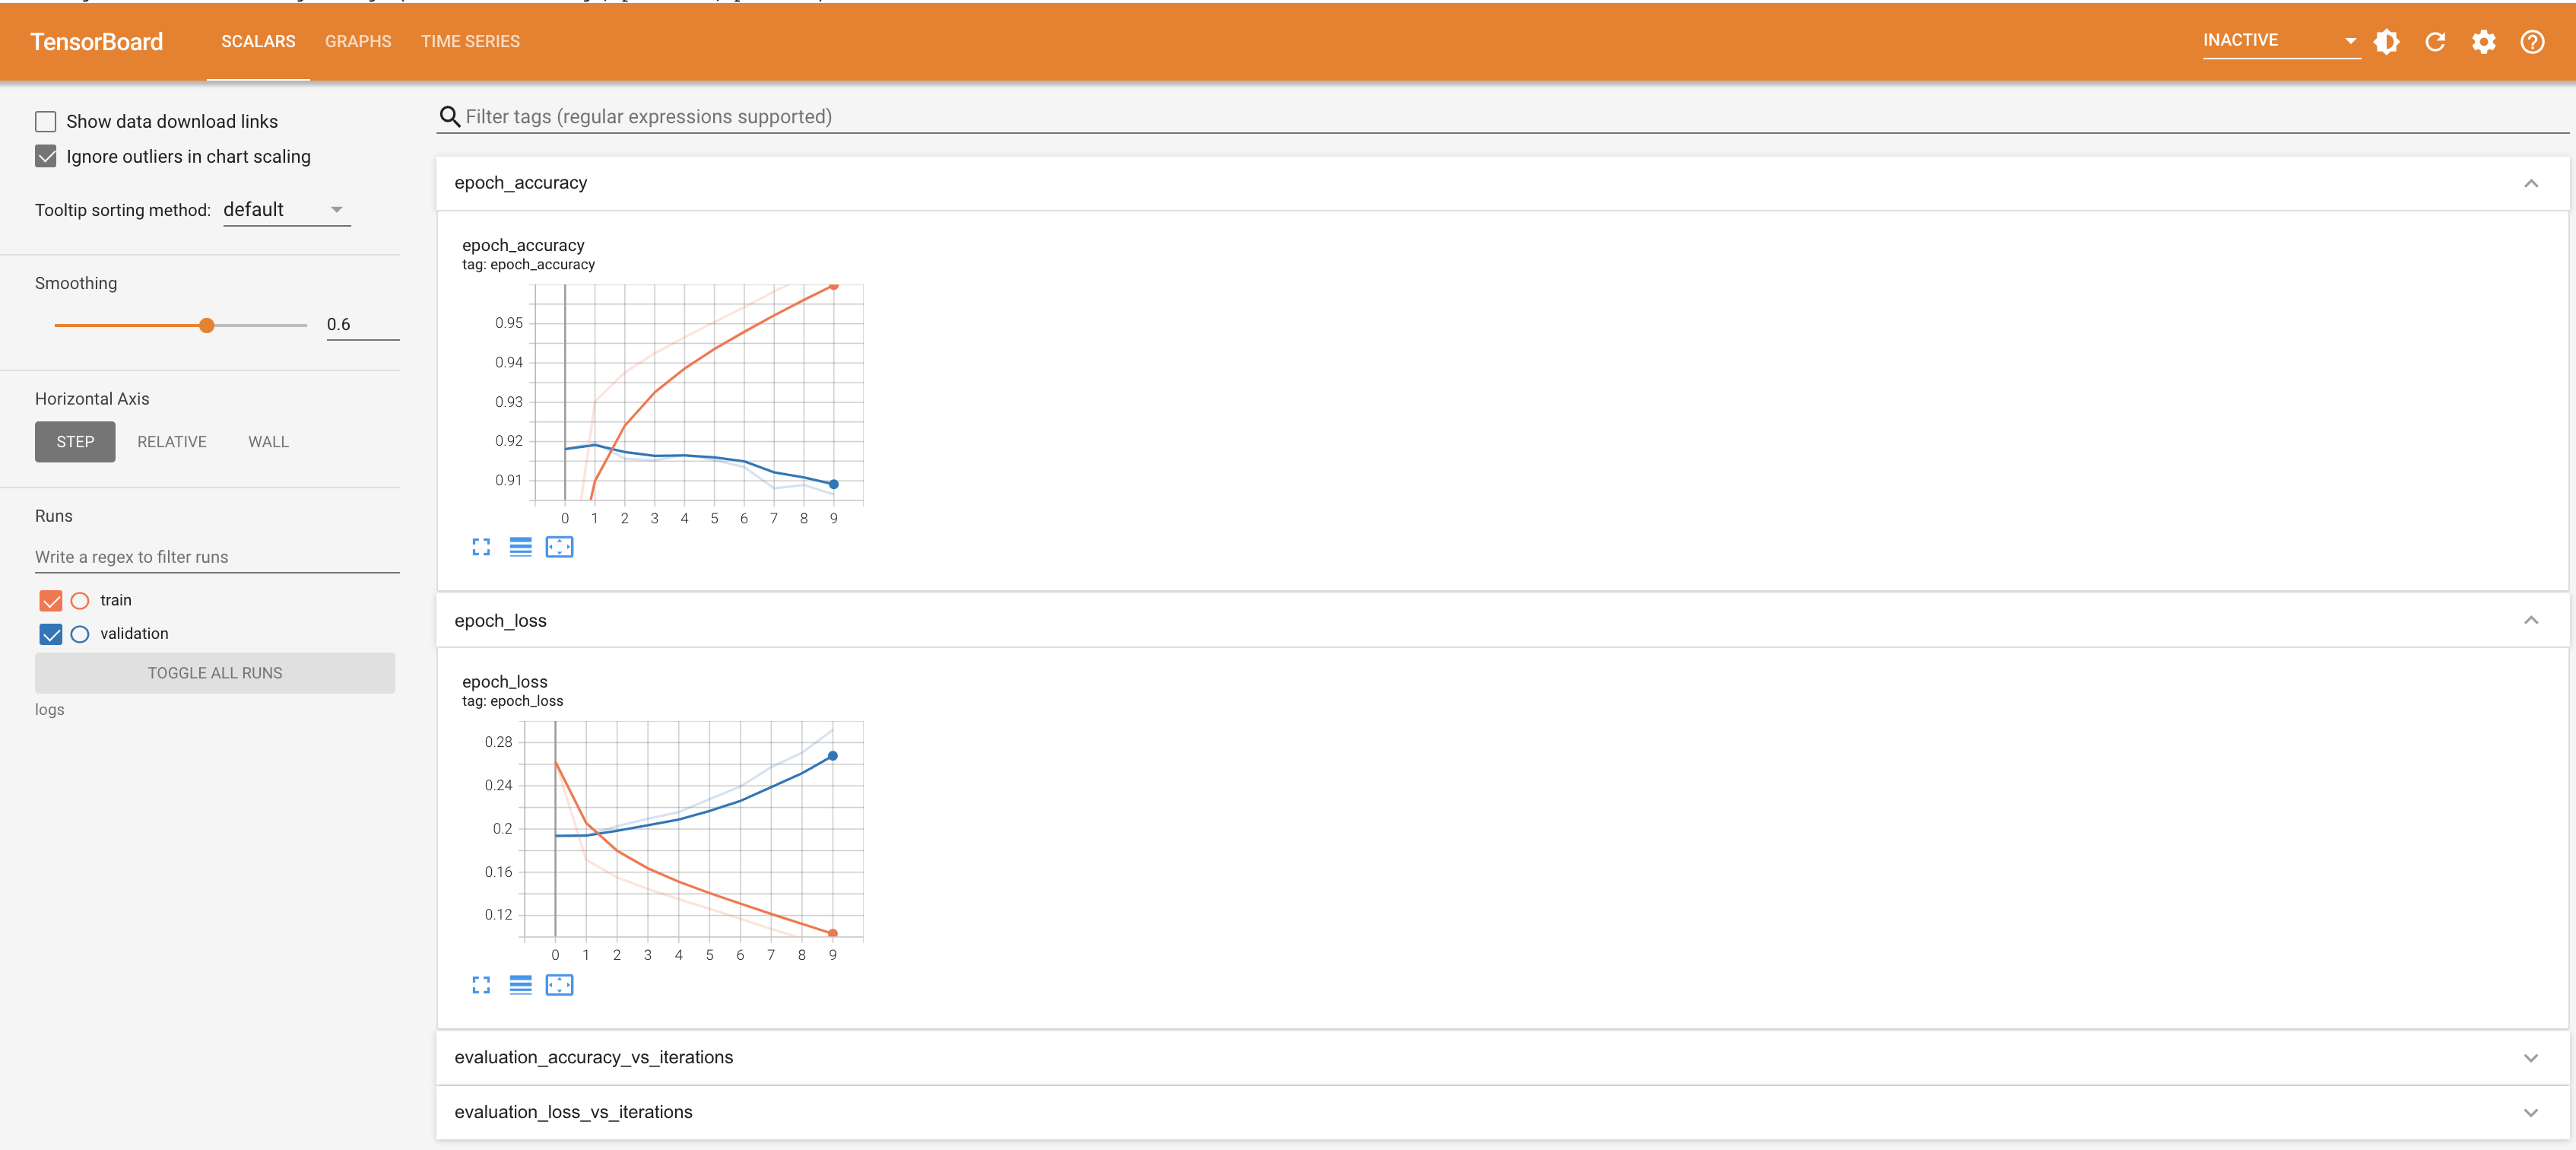 TensorBoard SCALARS GRAPHS TIME SERIES INACTIVE
Show data download links
Ignore outliers in chart scaling
Tooltip sorting method: default
Smoothing
0.6
Horizontal Axis
STEP RELATIVE WALL
Runs
Write a regex to filter runs
train
validation
TOGGLE ALL RUNS
logs
Filter tags (regular expressions supported)
epoch_accuracy
epoch_accuracy
tag: epoch_accuracy
0.95
0.94
0.93
0.92
0.91
0 1 2 3 4 5 6 7 8 9
epoch_loss
epoch_loss
tag: epoch_loss
0.28
0.24
0.2
0.16
0.12
0 1 2 3 4 5 6 7 8 9
evaluation_accuracy_vs_iterations
evaluation_loss_vs_iterations